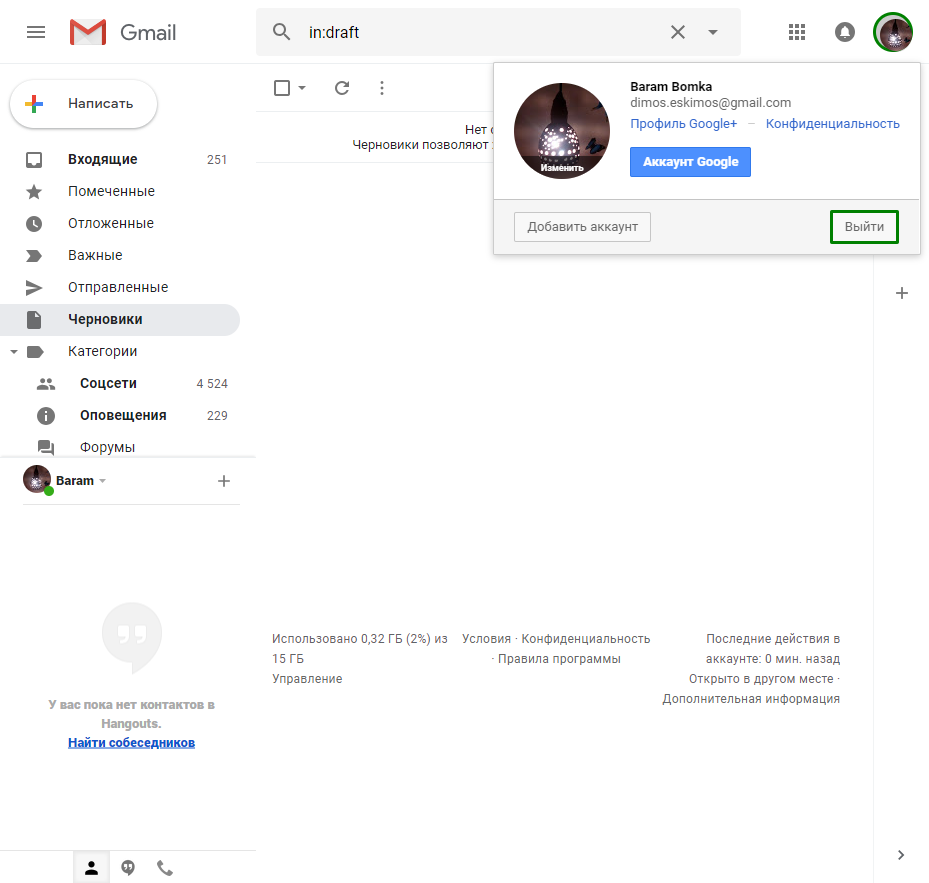 Gmail
in:draft
Написать
Входящие 251
Помеченные
Отложенные
Важные
Отправленные
Черновики
Категории
Соцсети 4 524
Оповещения 229
Форумы
Baram
У вас пока нет контактов в
Hangouts.
Найти собеседников
Нет
Черновики позволяют
Baram Bomka
dimos.eskimos@gmail.com
Профиль Google+ – Конфиденциальность
Изменить
Аккаунт Google
Добавить аккаунт
Выйти
Использовано 0,32 ГБ (2%) из
15 ГБ
Управление
Условия · Конфиденциальность
· Правила программы
Последние действия в
аккаунте: 0 мин. назад
Открыто в другом месте ·
Дополнительная информация